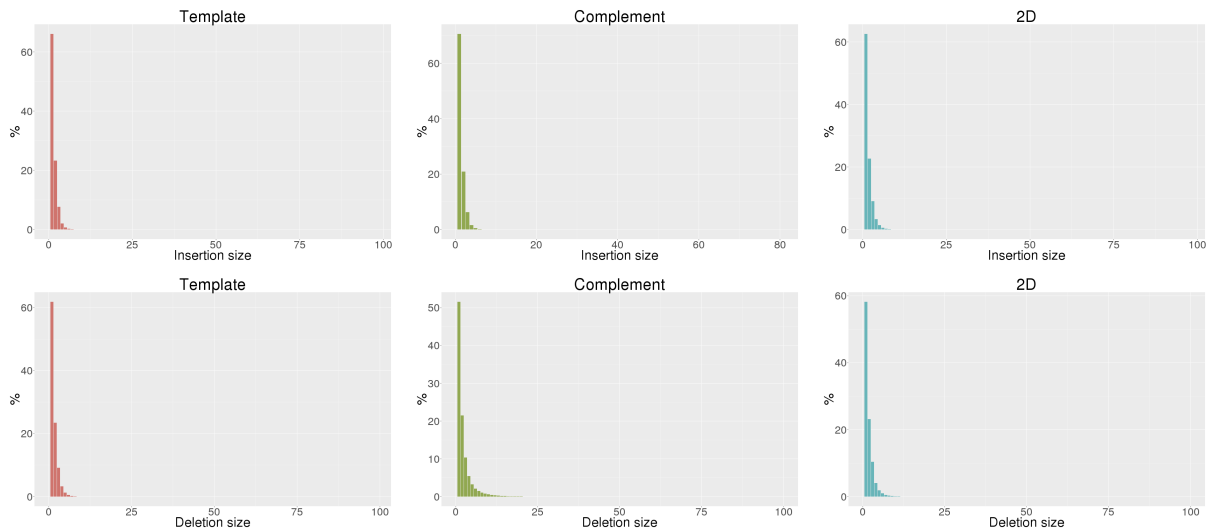 Template Complement 2D
60 60 60
40 40 40
% % %
20 20 20
0 0 0
0 25 50 75 100 0 20 40 60 80 0 25 50 75 100
Insertion size Insertion size Insertion size
Template Complement 2D
60 50 60
40 40 40
30
% % %
20 20 20
10
0 0 0
0 25 50 75 100 0 25 50 75 100 0 25 50 75 100
Deletion size Deletion size Deletion size